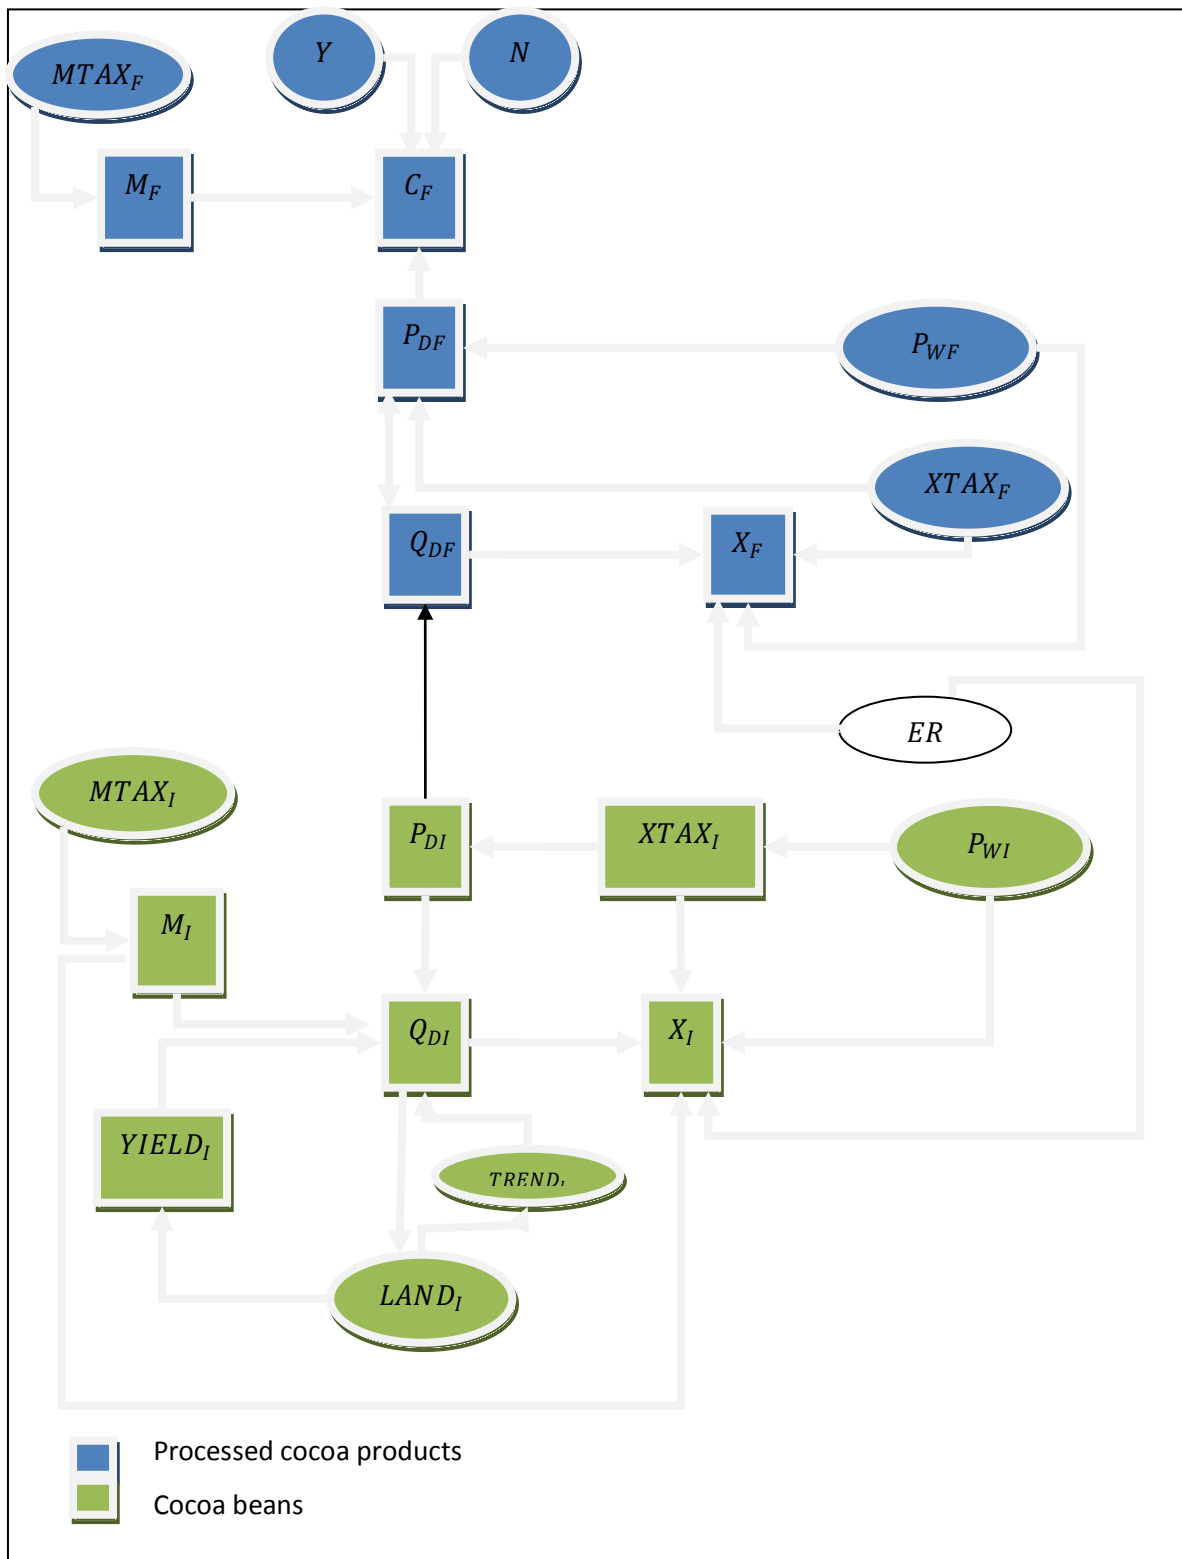 Y N
MTAX_F
M_F C_F
P_DF P_WF
XTAX_F
Q_DF X_F
ER
MTAX_I
P_DI XTAX_I P_WI
M_I
Q_DI X_I
YIELD_I
TREND_I
LAND_I
Processed cocoa products
Cocoa beans